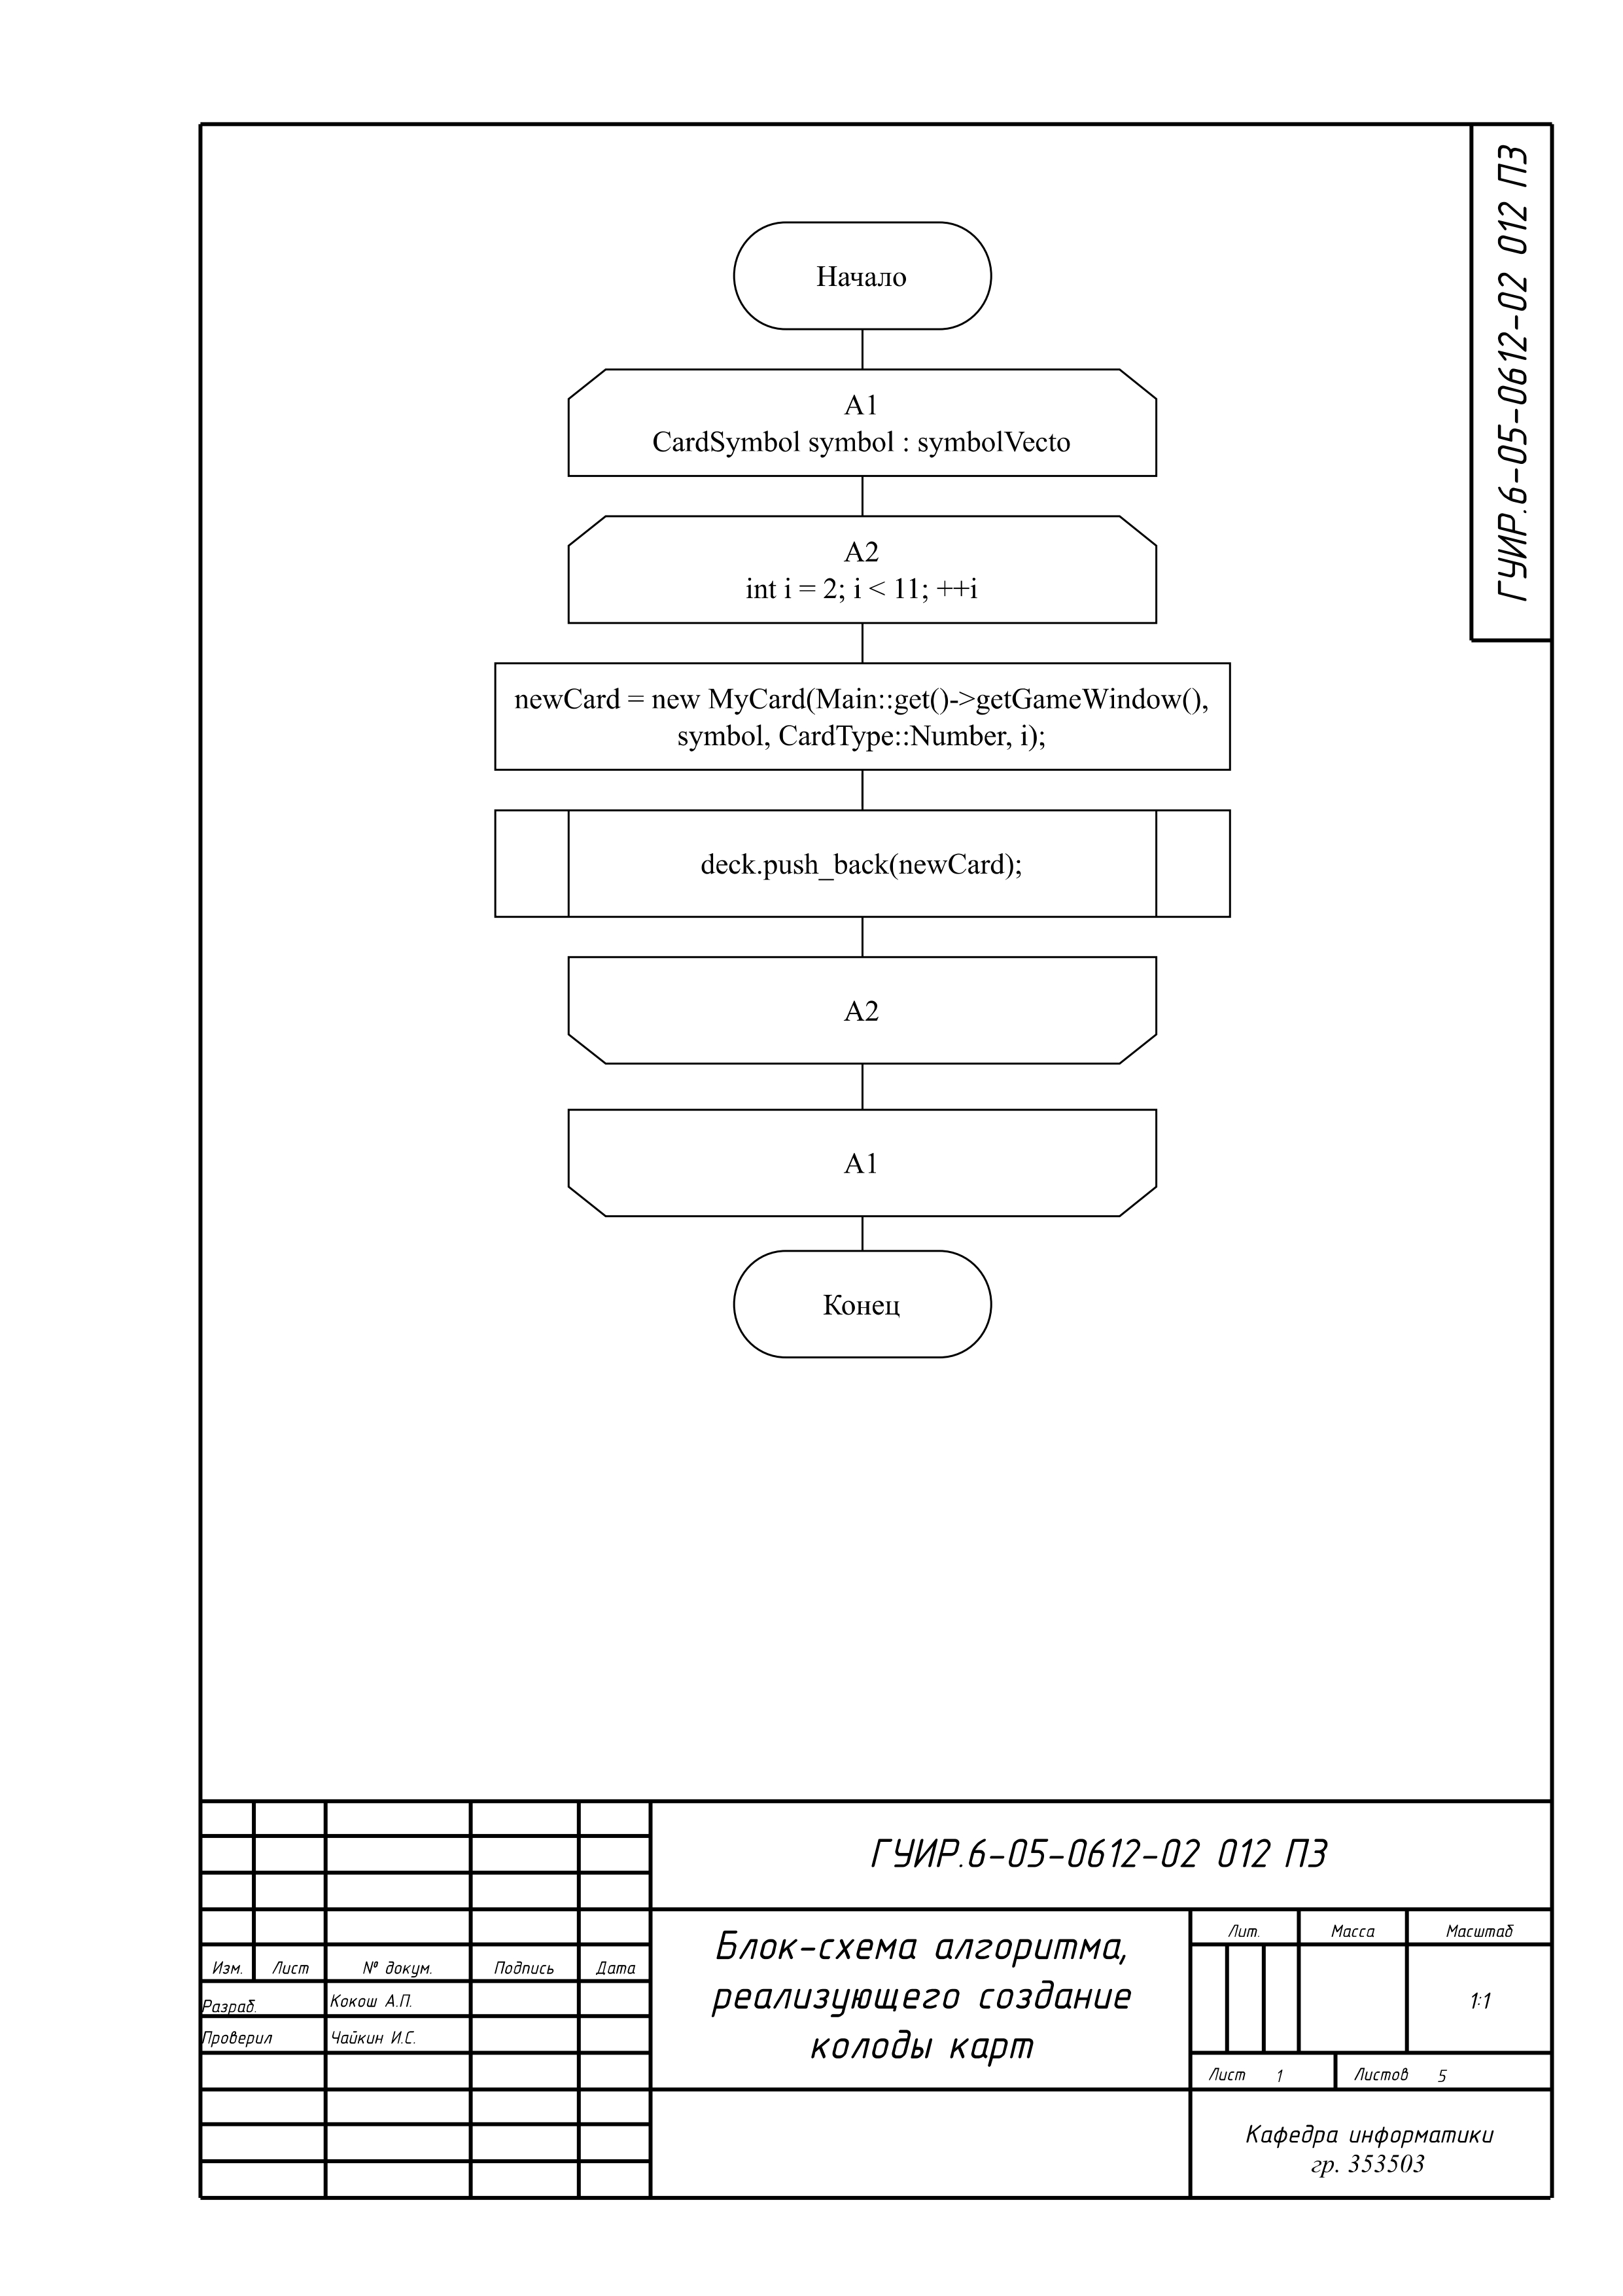 ГУИР.6-05-0612-02 012 ПЗ
Начало
A1
CardSymbol symbol : symbolVecto
A2
int i = 2; i < 11; ++i
newCard = new MyCard(Main::get()->getGameWindow(),
symbol, CardType::Number, i);
deck.push_back(newCard);
A2
A1
Конец
ГУИР.6-05-0612-02 012 ПЗ
Блок-схема алгоритма,
реализующего создание
колоды карт
Лит. Масса Масштаб
1:1
Лист 1 Листов 5
Кафедра информатики
гр. 353503
Изм. Лист № докум. Подпись Дата
Разраб. Кокош А.П.
Проверил Чайкин И.С.